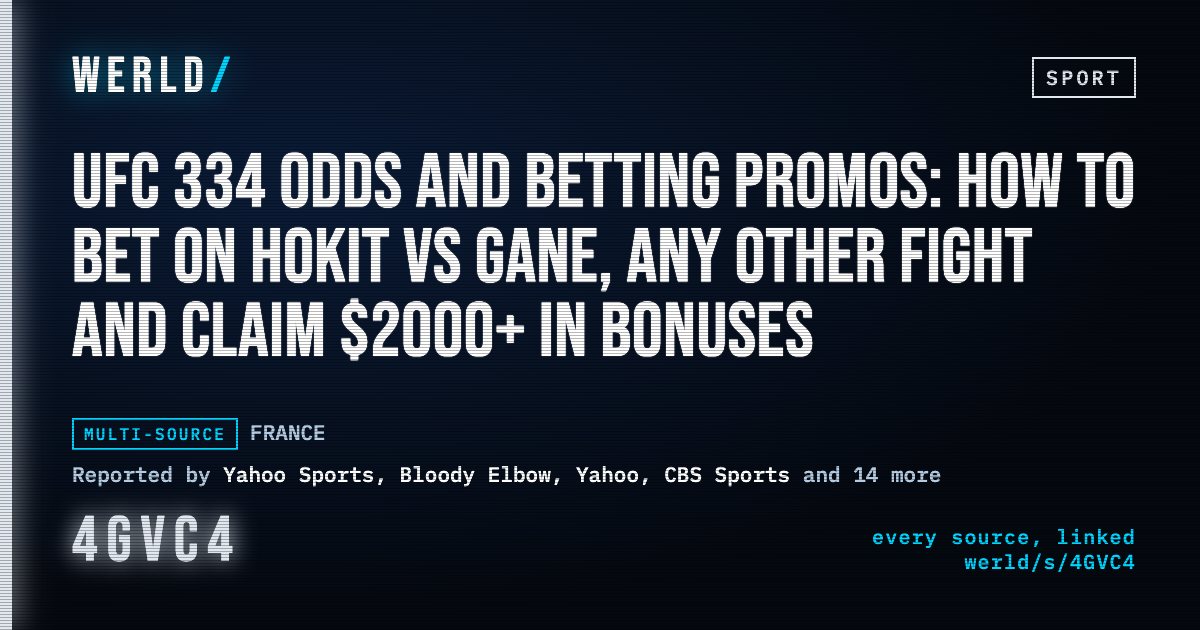 WERLD/
SPORT
UFC 334 ODDS AND BETTING PROMOS: HOW TO
BET ON HOKIT VS GANE, ANY OTHER FIGHT
AND CLAIM $2000+ IN BONUSES
MULTI-SOURCE FRANCE
Reported by Yahoo Sports, Bloody Elbow, Yahoo, CBS Sports and 14 more
4GVC4
every source, linked
werld/s/4GVC4